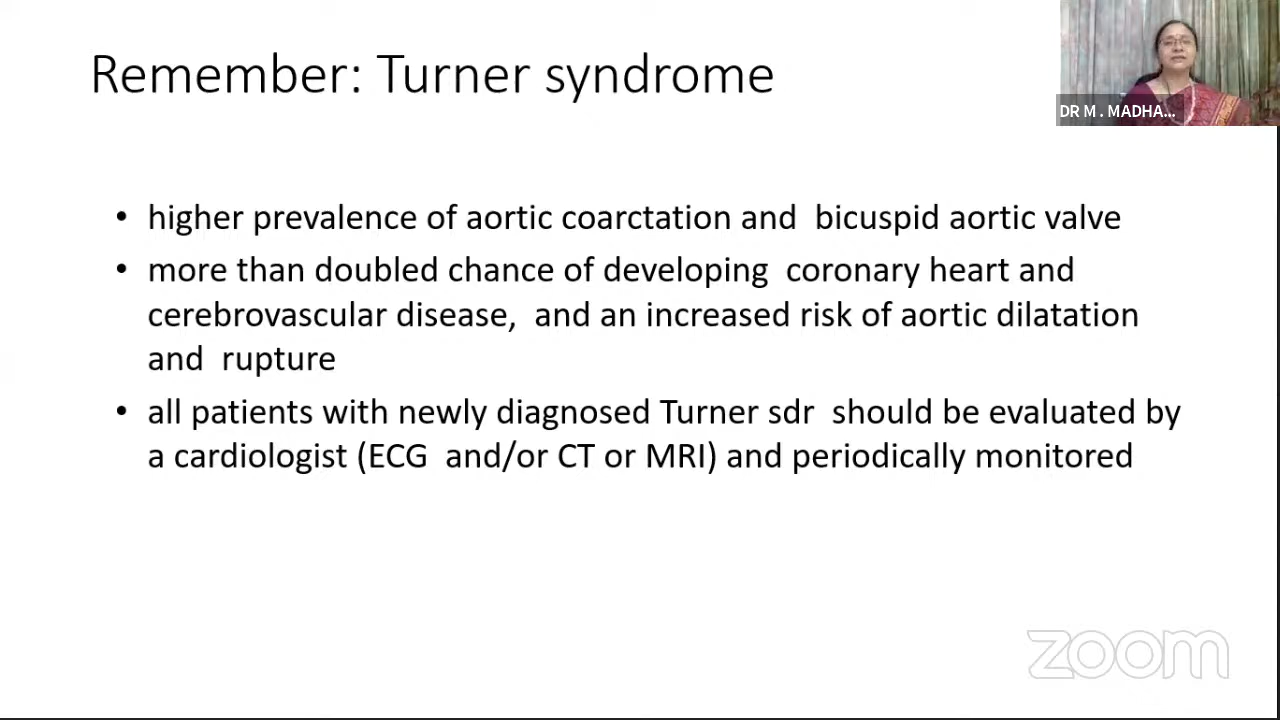 Remember: Turner syndrome
DR M . MADHA...
• higher prevalence of aortic coarctation and bicuspid aortic valve
• more than doubled chance of developing coronary heart and
cerebrovascular disease, and an increased risk of aortic dilatation
and rupture
• all patients with newly diagnosed Turner sdr should be evaluated by
a cardiologist (ECG and/or CT or MRI) and periodically monitored
zoom